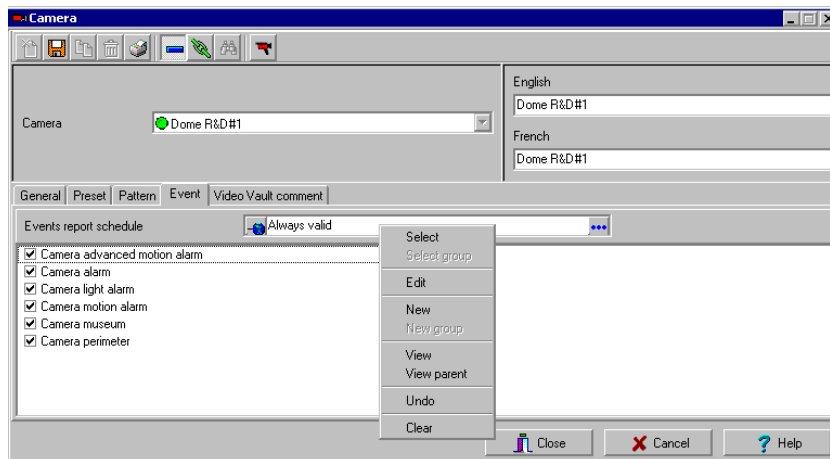 Camera
English
Dome R&D#1
Camera
Dome R&D#1
French
Dome R&D#1
General Preset Pattern Event Video Vault comment
Events report schedule
Always valid
Camera advanced motion alarm
Camera alarm
Camera light alarm
Camera motion alarm
Camera museum
Camera perimeter
Select
Select group
Edit
New
New group
View
View parent
Undo
Clear
Close
Cancel
Help